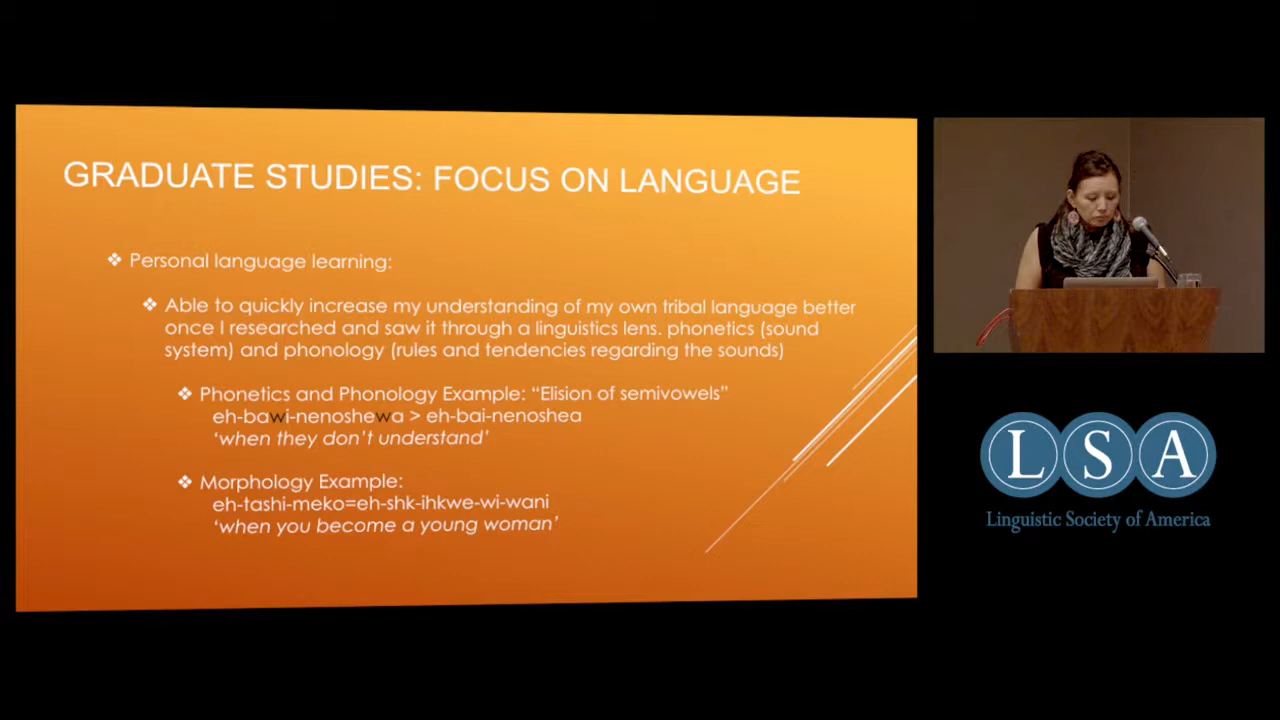 GRADUATE STUDIES: FOCUS ON LANGUAGE
❖ Personal language learning:
❖ Able to quickly increase my understanding of my own tribal language better
once I researched and saw it through a linguistics lens. phonetics (sound
system) and phonology (rules and tendencies regarding the sounds)
❖ Phonetics and Phonology Example: “Elision of semivowels”
eh-bawi-nenoshewa > eh-bai-nenoshea
‘when they don’t understand’
❖ Morphology Example:
eh-tashi-meko=eh-shk-ihkwe-wi-wani
‘when you become a young woman’
LSA
Linguistic Society of America